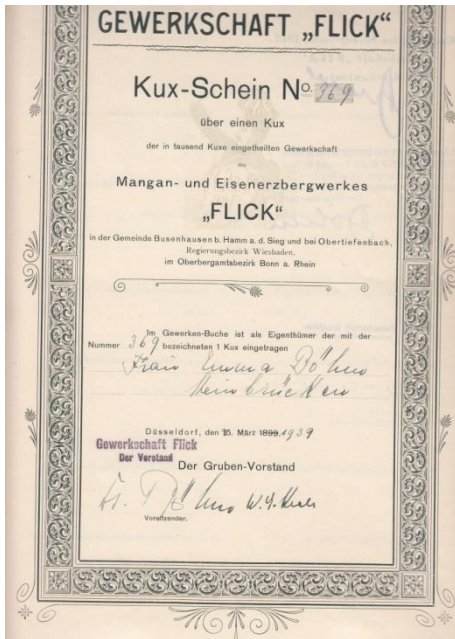 GEWERKSCHAFT „FLICK“
Kux-Schein No. 369
über einen Kux
der in tausend Kuxe eingetheilten Gewerkschaft
des
Mangan- und Eisenerzbergwerkes
„FLICK“
in der Gemeinde Busenhausen b. Hamm a. d. Sieg und bei Obertiefenbach,
Regierungsbezirk Wiesbaden,
im Oberbergamtsbezirk Bonn a. Rhein
Im Gewerken-Buche ist als Eigenthümer der mit der
Nummer 369 bezeichneten 1 Kux eingetragen
Frau Emma Böhm
Düsseldorf, den 15. März 1899. 1939
Gewerkschaft Flick
Der Vorstand
Der Gruben-Vorstand
Vorsitzender.